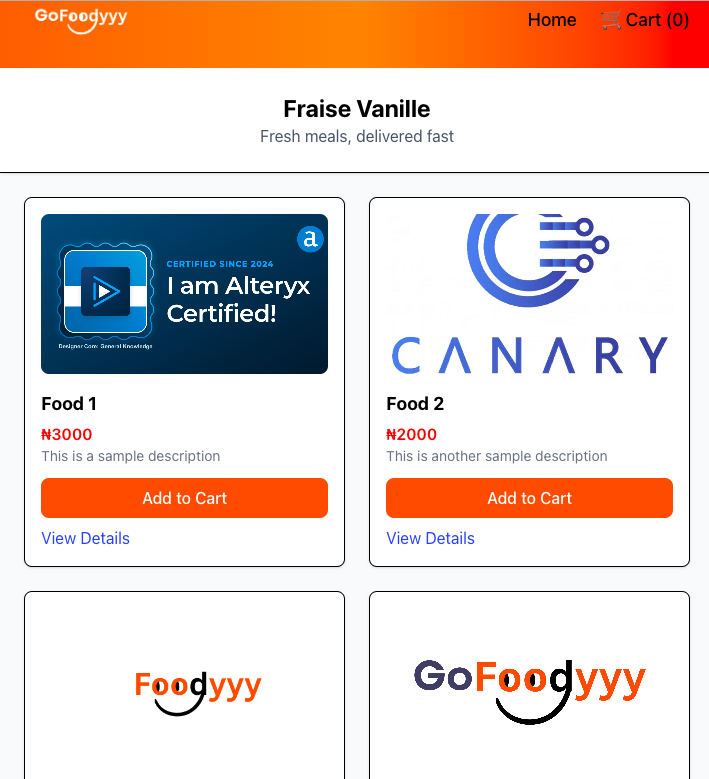 GoFoodyyy
Home 🛒 Cart (0)
Fraise Vanille
Fresh meals, delivered fast
a
CERTIFIED SINCE 2024
I am Alteryx
Certified!
Designer Core: General Knowledge
CANARY
Food 1
₦3000
This is a sample description
Add to Cart
View Details
Food 2
₦2000
This is another sample description
Add to Cart
View Details
Foodyyy
GoFoodyyy